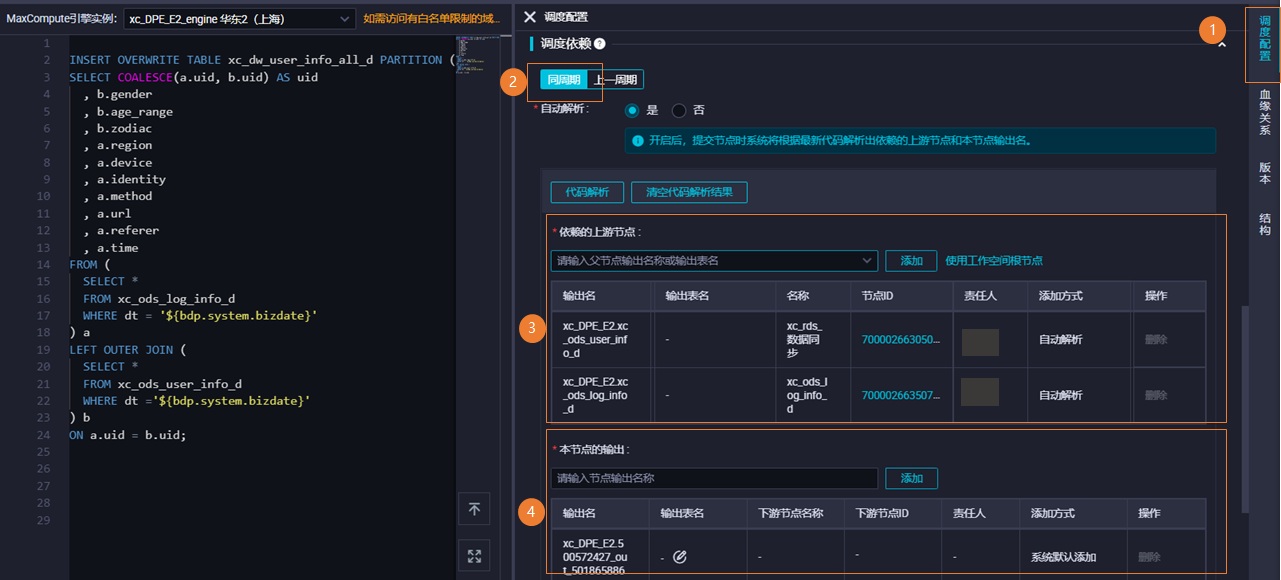 MaxCompute引擎实例:
xc_DPE_E2_engine 华东2（上海）
如需访问有白名单限制的域...
1
2 INSERT OVERWRITE TABLE xc_dw_user_info_all_d PARTITION (
3 SELECT COALESCE(a.uid, b.uid) AS uid
4 , b.gender
5 , b.age_range
6 , b.zodiac
7 , a.region
8 , a.device
9 , a.identity
10 , a.method
11 , a.url
12 , a.referer
13 , a.time
14 FROM (
15 SELECT *
16 FROM xc_ods_log_info_d
17 WHERE dt = '${bdp.system.bizdate}'
18 ) a
19 LEFT OUTER JOIN (
20 SELECT *
21 FROM xc_ods_user_info_d
22 WHERE dt ='${bdp.system.bizdate}'
23 ) b
24 ON a.uid = b.uid;
25
26
27
28
29
调度配置
调度依赖 ?
1
2
同周期 上一周期
* 自动解析: 是 否
开启后，提交节点时系统将根据最新代码解析出依赖的上游节点和本节点输出名。
代码解析 清空代码解析结果
3
* 依赖的上游节点:
请输入父节点输出名称或输出表名 添加 使用工作空间根节点
输出名 输出表名 名称 节点ID 责任人 添加方式 操作
xc_DPE_E2.xc
_ods_user_inf
o_d
-
xc_rds_
数据同
步
700002663050...
自动解析
删除
xc_DPE_E2.xc
_ods_log_info
_d
-
xc_ods_l
og_info_
d
700002663507...
自动解析
删除
4
* 本节点的输出:
请输入节点输出名称 添加
输出名 输出表名 下游节点名称 下游节点ID 责任人 添加方式 操作
xc_DPE_E2.5
00572427_ou
t_501865886
- - - -
系统默认添加
删除
调度配置
血缘关系
版本
结构